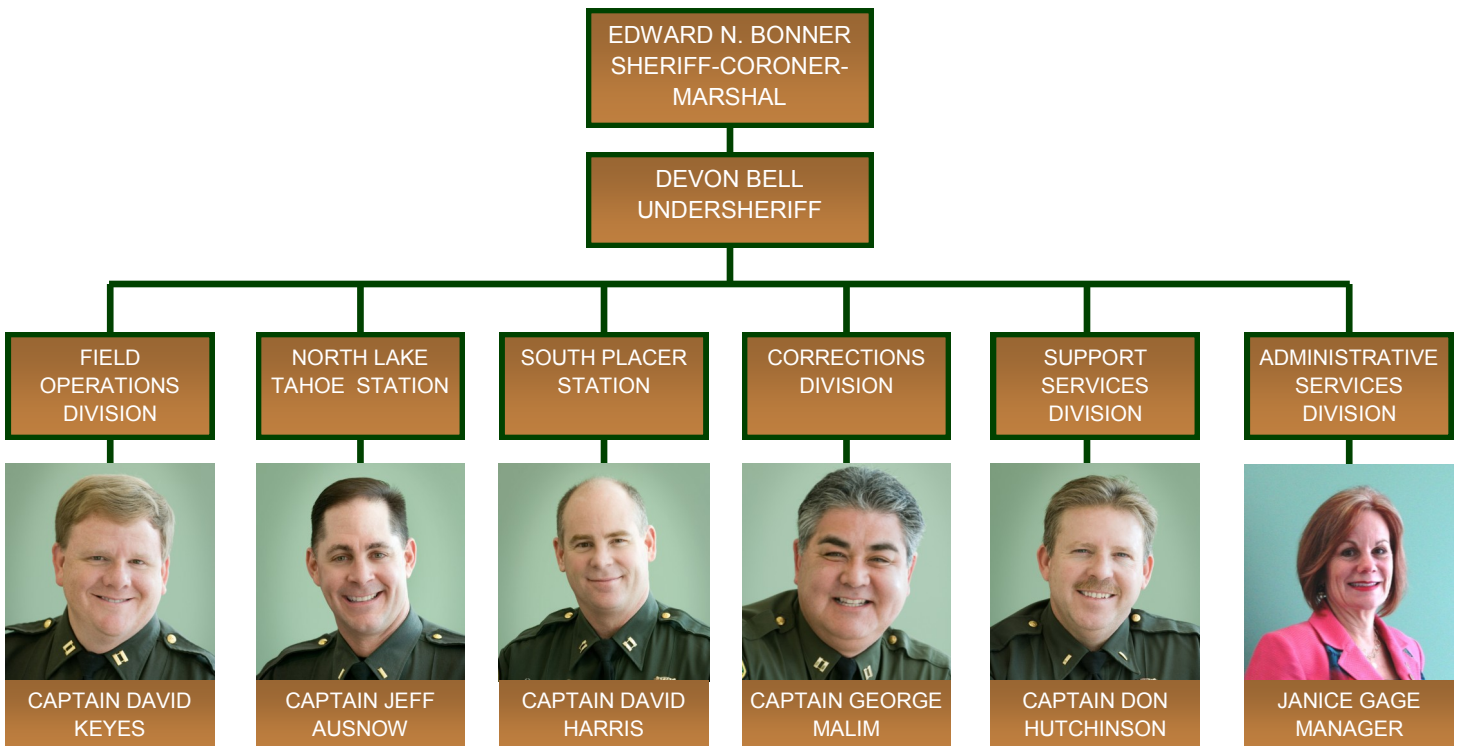 EDWARD N. BONNER
SHERIFF-CORONER-
MARSHAL
DEVON BELL
UNDERSHERIFF
FIELD
OPERATIONS
DIVISION
NORTH LAKE
TAHOE STATION
SOUTH PLACER
STATION
CORRECTIONS
DIVISION
SUPPORT
SERVICES
DIVISION
ADMINISTRATIVE
SERVICES
DIVISION
CAPTAIN DAVID
KEYES
CAPTAIN JEFF
AUSNOW
CAPTAIN DAVID
HARRIS
CAPTAIN GEORGE
MALIM
CAPTAIN DON
HUTCHINSON
JANICE GAGE
MANAGER